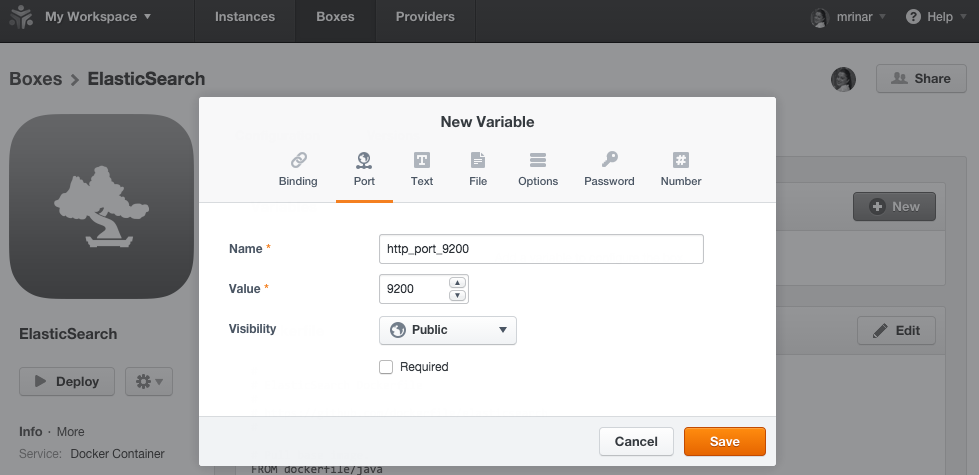 My Workspace Instances Boxes Providers mrinar ? Help
Boxes > ElasticSearch Share
New Variable
T #
Binding Port Text File Options Password Number
New
Name * http_port_9200
Value * 9200
Visibility Public
ElasticSearch Edit
Required
Deploy
Info · More
Cancel Save
Service: Docker Container
FROM dockerfile/java